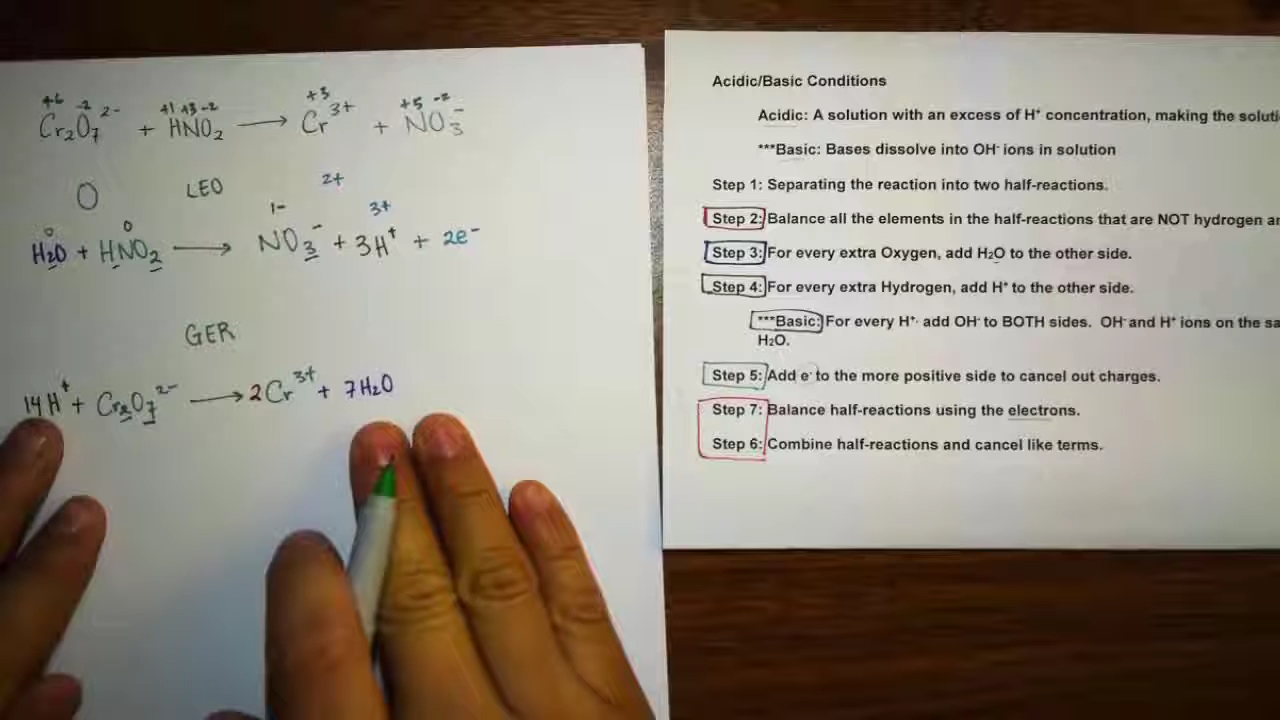 +6 -2 +1 +3 -2 +3 +5 -2
Cr₂O₇²⁻ + HNO₂ ⟶ Cr³⁺ + NO₃⁻
O LEO 2+
0 0 1- 3+
H₂O + HNO₂ ⟶ NO₃⁻ + 3H⁺ + 2e⁻
GER
14H⁺ + Cr₂O₇²⁻ ⟶ 2Cr³⁺ + 7H₂O
Acidic/Basic Conditions
Acidic: A solution with an excess of H⁺ concentration, making the
***Basic: Bases dissolve into OH⁻ ions in solution
Step 1: Separating the reaction into two half-reactions.
Step 2: Balance all the elements in the half-reactions that are NOT hydrogen
Step 3: For every extra Oxygen, add H₂O to the other side.
Step 4: For every extra Hydrogen, add H⁺ to the other side.
***Basic: For every H⁺, add OH⁻ to BOTH sides. OH⁻ and H⁺ ions on the
H₂O.
Step 5: Add e⁻ to the more positive side to cancel out charges.
Step 7: Balance half-reactions using the electrons.
Step 6: Combine half-reactions and cancel like terms.